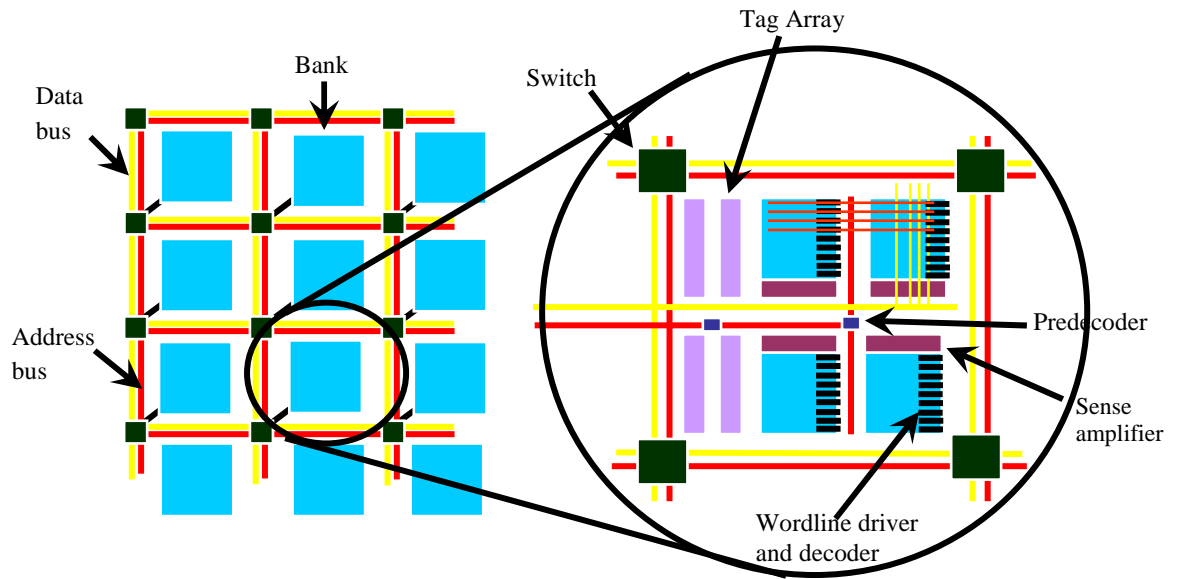 Tag Array
Bank
Switch
Data
bus
Address
bus
Predecoder
Sense
amplifier
Wordline driver
and decoder